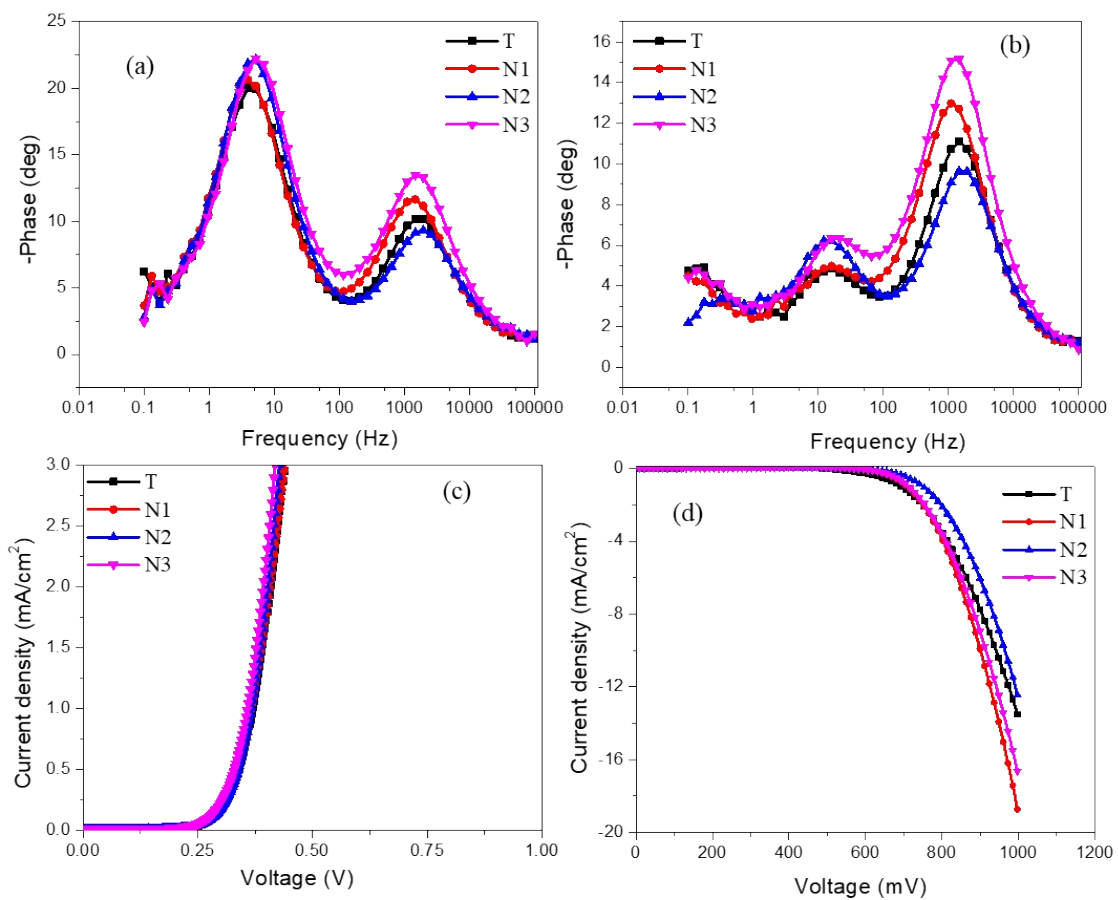 (a)
T
N1
N2
N3
25
20
15
10
5
0
-Phase (deg)
0.01 0.1 1 10 100 1000 10000 100000
Frequency (Hz)
(b)
T
N1
N2
N3
16
14
12
10
8
6
4
2
0
-Phase (deg)
0.01 0.1 1 10 100 1000 10000 100000
Frequency (Hz)
(c)
T
N1
N2
N3
3.0
2.5
2.0
1.5
1.0
0.5
0.0
Current density (mA/cm²)
0.00 0.25 0.50 0.75 1.00
Voltage (V)
(d)
T
N1
N2
N3
0
-4
-8
-12
-16
-20
Current density (mA/cm²)
0 200 400 600 800 1000 1200
Voltage (mV)